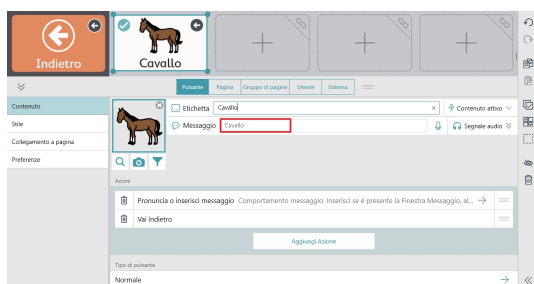 Indietro
Cavallo
Pulsante Pagina Gruppo di pagine Utente Sistema
Contenuto
Stile
Collegamento a pagina
Preferenze
Etichetta Cavallo Contenuto attivo
Messaggio Cavallo Segnale audio
Azioni
Pronuncia o inserisci messaggio Comportamento messaggio: Inserisci se è presente la Finestra Messaggio, al...
Vai indietro
Aggiungi Azione
Tipo di pulsante
Normale